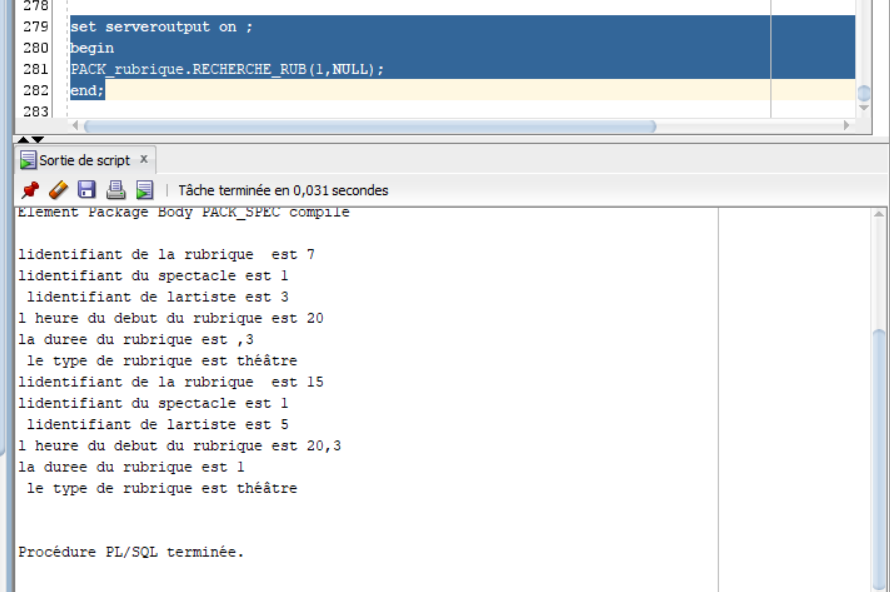 278
279 set serveroutput on ;
280 begin
281 PACK_rubrique.RECHERCHE_RUB(1,NULL);
282 end;
283
Sortie de script x
Tâche terminée en 0,031 secondes
Element Package Body PACK_SPEC compilé
lidentifiant de la rubrique  est 7
lidentifiant du spectacle est 1
 lidentifiant de lartiste est 3
l heure du debut du rubrique est 20
la duree du rubrique est ,3
 le type de rubrique est théâtre
lidentifiant de la rubrique  est 15
lidentifiant du spectacle est 1
 lidentifiant de lartiste est 5
l heure du debut du rubrique est 20,3
la duree du rubrique est 1
 le type de rubrique est théâtre
Procédure PL/SQL terminée.